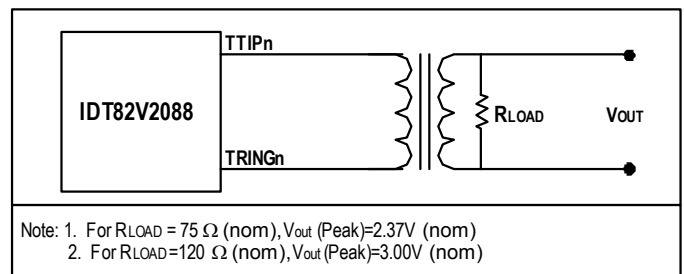 TTIPn
IDT82V2088
RLOAD
VOUT
TRINGn
Note: 1. For RLOAD = 75 Ω (nom), Vout (Peak)=2.37V (nom)
2. For RLOAD=120 Ω (nom), Vout (Peak)=3.00V (nom)